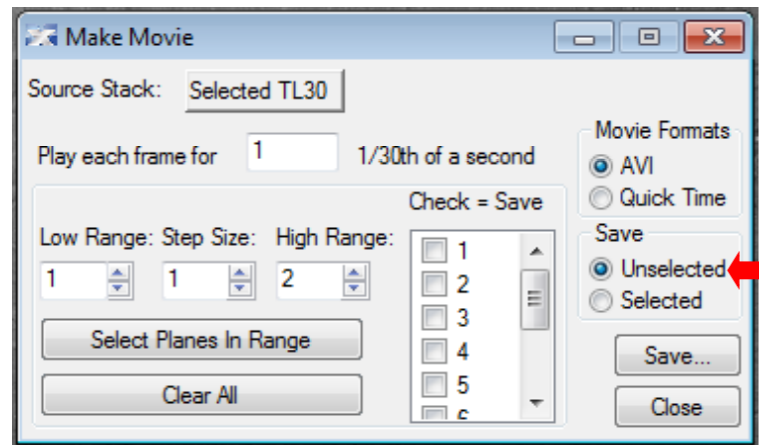 Make Movie
Source Stack: Selected TL30
Play each frame for 1 1/30th of a second
Low Range: Step Size: High Range:
1 1 2
Select Planes In Range
Clear All
Check = Save
1
2
3
4
5
Movie Formats
AVI
Quick Time
Save
Unselected
Selected
Save...
Close